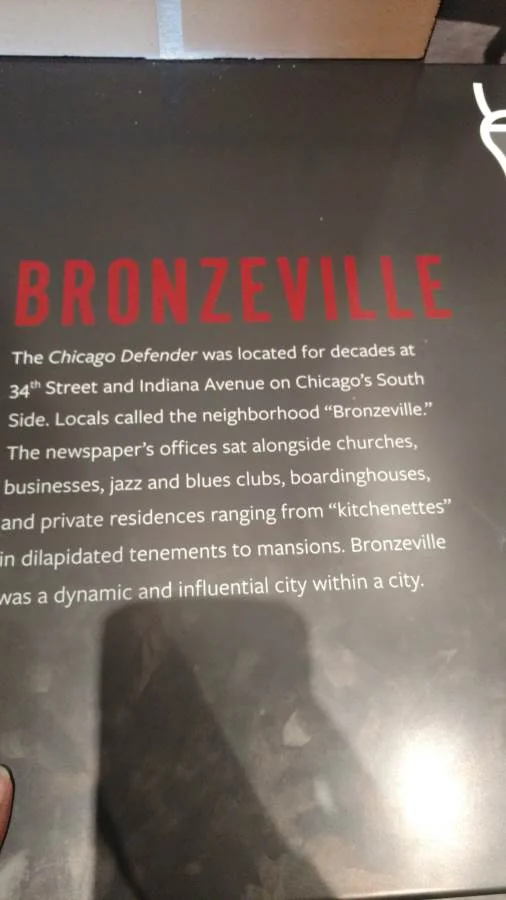 BRONZEVILLE
The Chicago Defender was located for decades at
34th Street and Indiana Avenue on Chicago’s South
Side. Locals called the neighborhood “Bronzeville.”
The newspaper’s offices sat alongside churches,
businesses, jazz and blues clubs, boardinghouses,
and private residences ranging from “kitchenettes”
in dilapidated tenements to mansions. Bronzeville
was a dynamic and influential city within a city.